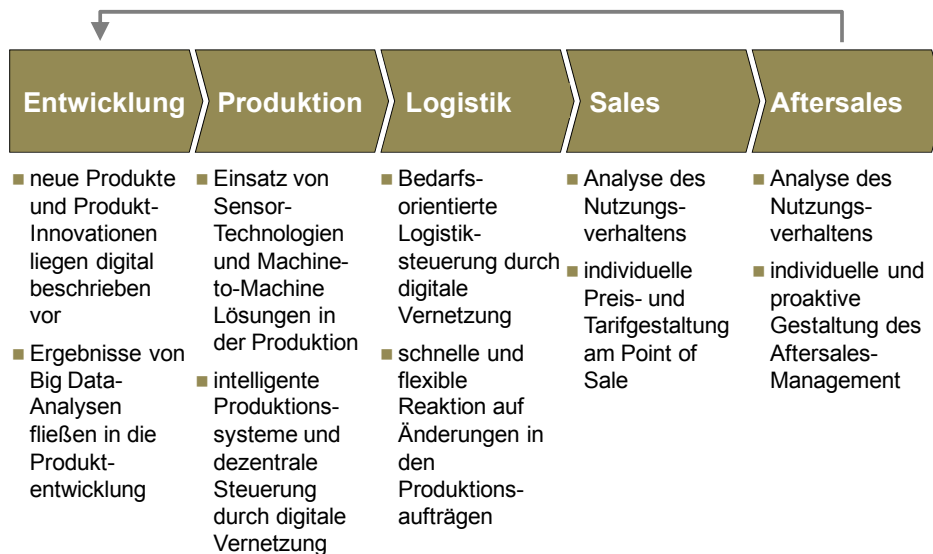 Entwicklung
Produktion
Logistik
Sales
Aftersales
neue Produkte
und Produkt-
Innovationen
liegen digital
beschrieben
vor
Ergebnisse von
Big Data-
Analysen
fließen in die
Produkt-
entwicklung
Einsatz von
Sensor-
Technologien
und Machine-
to-Machine
Lösungen in
der Produktion
intelligente
Produktions-
systeme und
dezentrale
Steuerung
durch digitale
Vernetzung
Bedarfs-
orientierte
Logistik-
steuerung durch
digitale
Vernetzung
schnelle und
flexible
Reaktion auf
Änderungen in
den
Produktions-
aufträgen
Analyse des
Nutzungs-
verhaltens
individuelle
Preis- und
Tarifgestaltung
am Point of
Sale
Analyse des
Nutzungs-
verhaltens
individuelle und
proaktive
Gestaltung des
Aftersales-
Management